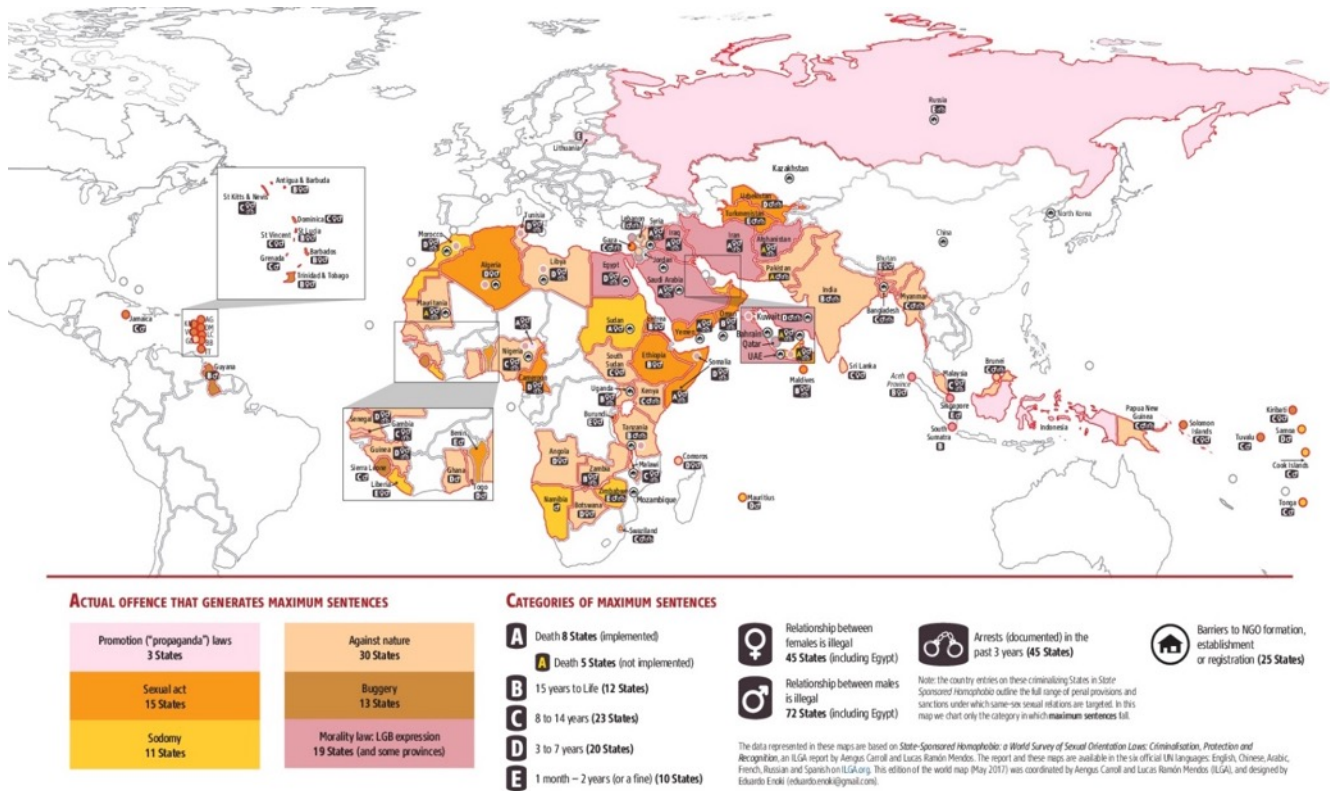 Russia
E
E
Lithuania
Kazakhstan
North Korea
China
Antigua & Barbuda
B
St Kitts & Nevis
C
Dominica C
St Lucia
B
St Vincent
C
Barbados
B
Grenada
C
Trinidad & Tobago
B
Jamaica
C
AG
DM
LC
BB
TT
Guyana
B
Tunisia
D
Morocco
D
Algeria
D
Libya
D
Egypt
D
Lebanon
Syria
Gaza
C
Iraq
Jordan
Iran
A
Afghanistan
A
Uzbekistan
D
Turkmenistan
E
Pakistan
A
Saudi Arabia
Mauritania
A
Sudan
A
Eritrea
Yemen
Oman
Kuwait D
Bahrain
Qatar
UAE
India
B
Bhutan
E
Bangladesh
C
Myanmar
C
Sri Lanka
C
Maldives
B
Nigeria
A
Cameroon
D
South
Sudan
C
Ethiopia
B
Somalia
D
A
Uganda
B
Kenya
C
Burundi
E
Tanzania
B
Senegal D
Gambia
C
Guinea
D
Sierra Leone
C
Liberia
E
Benin
E
Ghana
D
Togo
D
Angola
D
Zambia
B
Malawi
C
Comoros
D
Zimbabwe
E
Mozambique
Namibia
Botswana
B
Swaziland
C
Mauritius
D
Aceh
Province
B
Malaysia
C
Singapore
E
South
Sumatra
B
Brunei
C
Indonesia
Papua New
Guinea
C
Solomon
Islands
C
Kiribati
C
Samoa
D
Tuvalu
C
Cook Islands
C
Tonga
C
ACTUAL OFFENCE THAT GENERATES MAXIMUM SENTENCES
Promotion ("propaganda") laws
3 States
Against nature
30 States
Sexual act
15 States
Buggery
13 States
Sodomy
11 States
Morality law: LGB expression
19 States (and some provinces)
CATEGORIES OF MAXIMUM SENTENCES
A Death 8 States (implemented)
A Death 5 States (not implemented)
B 15 years to Life (12 States)
C 8 to 14 years (23 States)
D 3 to 7 years (20 States)
E 1 month – 2 years (or a fine) (10 States)
Relationship between
females is illegal
45 States (including Egypt)
Relationship between males
is illegal
72 States (including Egypt)
Arrests (documented) in the
past 3 years (45 States)
Note: the country entries on these criminalizing States in State
Sponsored Homophobia outline the full range of penal provisions and
sanctions under which same-sex sexual relations are targeted. In this
map we chart only the category in which maximum sentences fall.
Barriers to NGO formation,
establishment
or registration (25 States)
The data represented in these maps are based on State-Sponsored Homophobia: a World Survey of Sexual Orientation Laws: Criminalisation, Protection and
Recognition, an ILGA report by Aengus Carroll and Lucas Ramón Mendos. The report and these maps are available in the six official UN languages: English, Chinese, Arabic,
French, Russian and Spanish on ILGA.org. This edition of the world map (May 2017) was coordinated by Aengus Carroll and Lucas Ramón Mendos (ILGA), and designed by
Eduardo Enoki (eduardo.enoki@gmail.com).